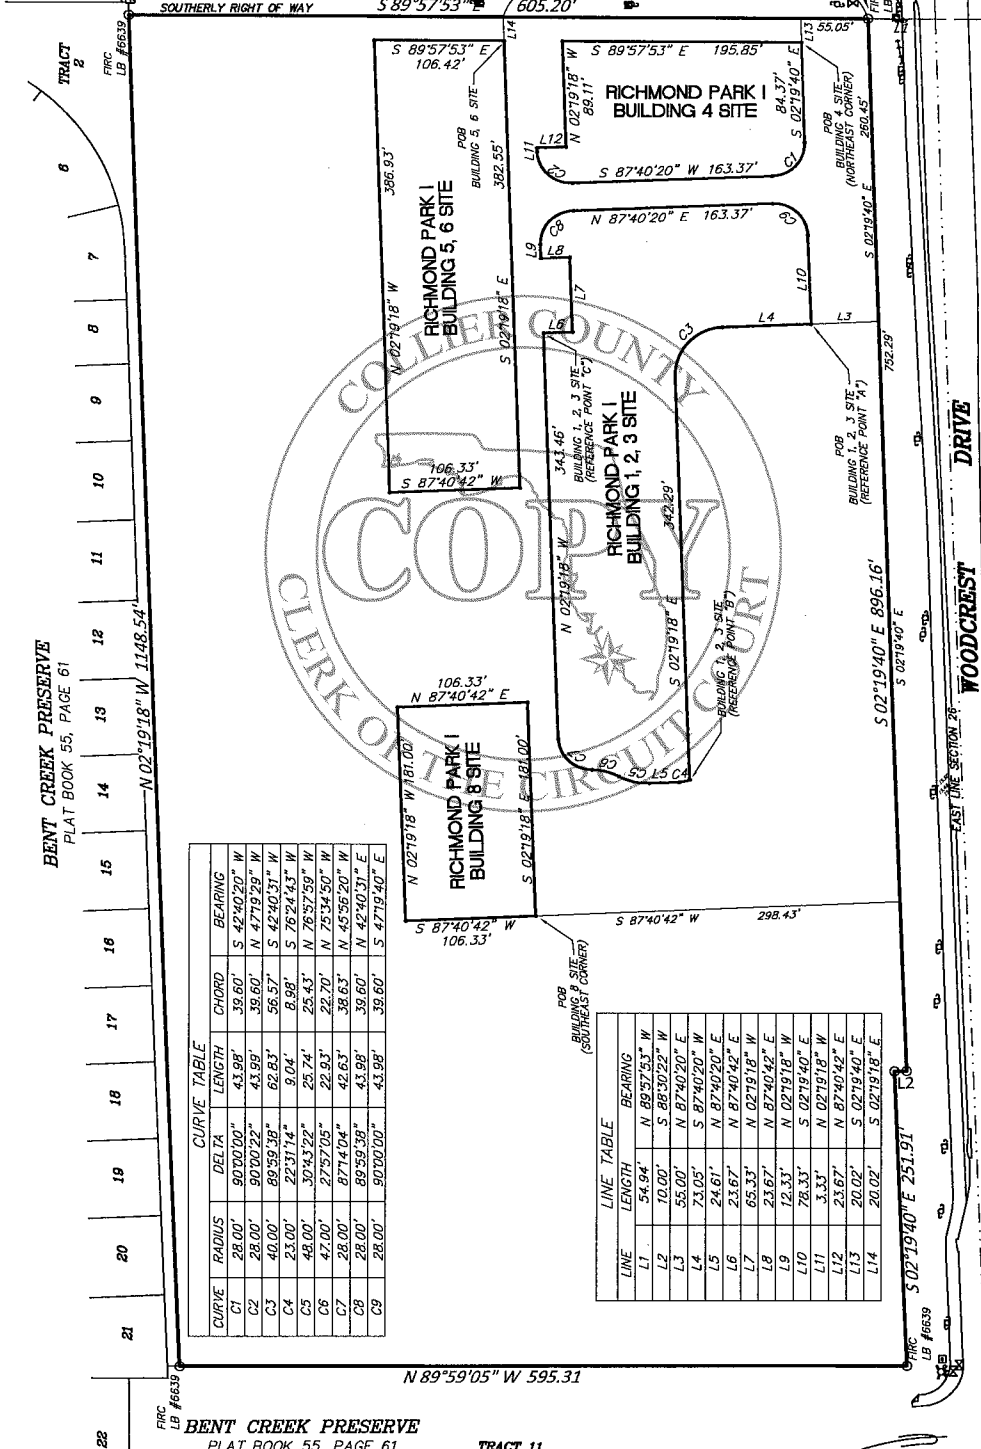 SOUTHERLY RIGHT OF WAY
S 89°57'53"
605.20'
FIRC
LB #6639
TRACT
2
6
7
8
9
10
11
12
13
14
15
16
17
18
19
20
21
22
BENT CREEK PRESERVE
PLAT BOOK 55, PAGE 61
N 02°19'18" W 1148.54'
S 89°57'53" E
106.42'
L14
POB
BUILDING 5, 6 SITE
386.93'
382.55'
RICHMOND PARK I
BUILDING 5, 6 SITE
N 02°19'18" W
S 02°19'18" E
106.33'
S 87°40'42" W
S 89°57'53" E 195.85'
L13
55.05'
L1
N 02°19'18" W
89.11'
RICHMOND PARK I
BUILDING 4 SITE
84.37'
S 02°19'40" E
L12
L11
C2
S 87°40'20" W 163.37'
C1
POB
BUILDING 4 SITE
(NORTHEAST CORNER)
260.45'
S 02°19'40" E
N 87°40'20" E 163.37'
C8
C9
L9
L8
L7
L6
L10
L4
L3
C3
752.29'
POB
BUILDING 1, 2, 3 SITE
(REFERENCE POINT "A")
BUILDING 1, 2, 3 SITE
(REFERENCE POINT "C")
343.46'
RICHMOND PARK I
BUILDING 1, 2, 3 SITE
342.29'
N 02°19'18" W
S 02°19'18" E
BUILDING 1, 2, 3 SITE
(REFERENCE POINT "B")
C7
C6
C5
L5
C4
COLLIER COUNTY
COPY
CLERK OF THE CIRCUIT COURT
S 02°19'40" E 896.16'
S 02°19'40" E
WOODCREST DRIVE
EAST LINE SECTION 26
106.33'
N 87°40'42" E
N 02°19'18" W 181.00'
RICHMOND PARK I
BUILDING 8 SITE
S 02°19'18" E 181.00'
S 87°40'42" W
106.33'
S 87°40'42" W 298.43'
POB
BUILDING 8 SITE
(SOUTHEAST CORNER)
CURVE TABLE
CURVE RADIUS DELTA LENGTH CHORD BEARING
C1 28.00' 90°00'00" 43.98' 39.60' S 42°40'20" W
C2 28.00' 90°00'22" 43.99' 39.60' N 47°19'29" W
C3 40.00' 89°59'38" 62.83' 56.57' S 42°40'31" W
C4 23.00' 22°31'14" 9.04' 8.98' S 76°24'43" W
C5 48.00' 30°43'22" 25.74' 25.43' N 76°57'59" W
C6 47.00' 27°57'05" 22.93' 22.70' N 75°34'50" W
C7 28.00' 87°14'04" 42.63' 38.63' N 45°56'20" W
C8 28.00' 89°59'38" 43.98' 39.60' N 42°40'31" E
C9 28.00' 90°00'00" 43.98' 39.60' S 47°19'40" E
LINE TABLE
LINE LENGTH BEARING
L1 54.94' N 89°57'53" W
L2 10.00' S 88°30'22" W
L3 55.00' N 87°40'20" E
L4 73.05' S 87°40'20" W
L5 24.61' N 87°40'20" E
L6 23.67' N 87°40'42" E
L7 65.33' N 02°19'18" W
L8 23.67' N 87°40'42" E
L9 12.33' N 02°19'18" W
L10 78.33' S 02°19'40" E
L11 3.33' N 02°19'18" W
L12 23.67' N 87°40'42" E
L13 20.02' S 02°19'40" E
L14 20.02' S 02°19'18" E
L2
S 02°19'40" E 251.91'
FIRC
LB #6639
N 89°59'05" W 595.31
FIRC
LB #6639
BENT CREEK PRESERVE
PLAT BOOK 55, PAGE 61
TRACT 11